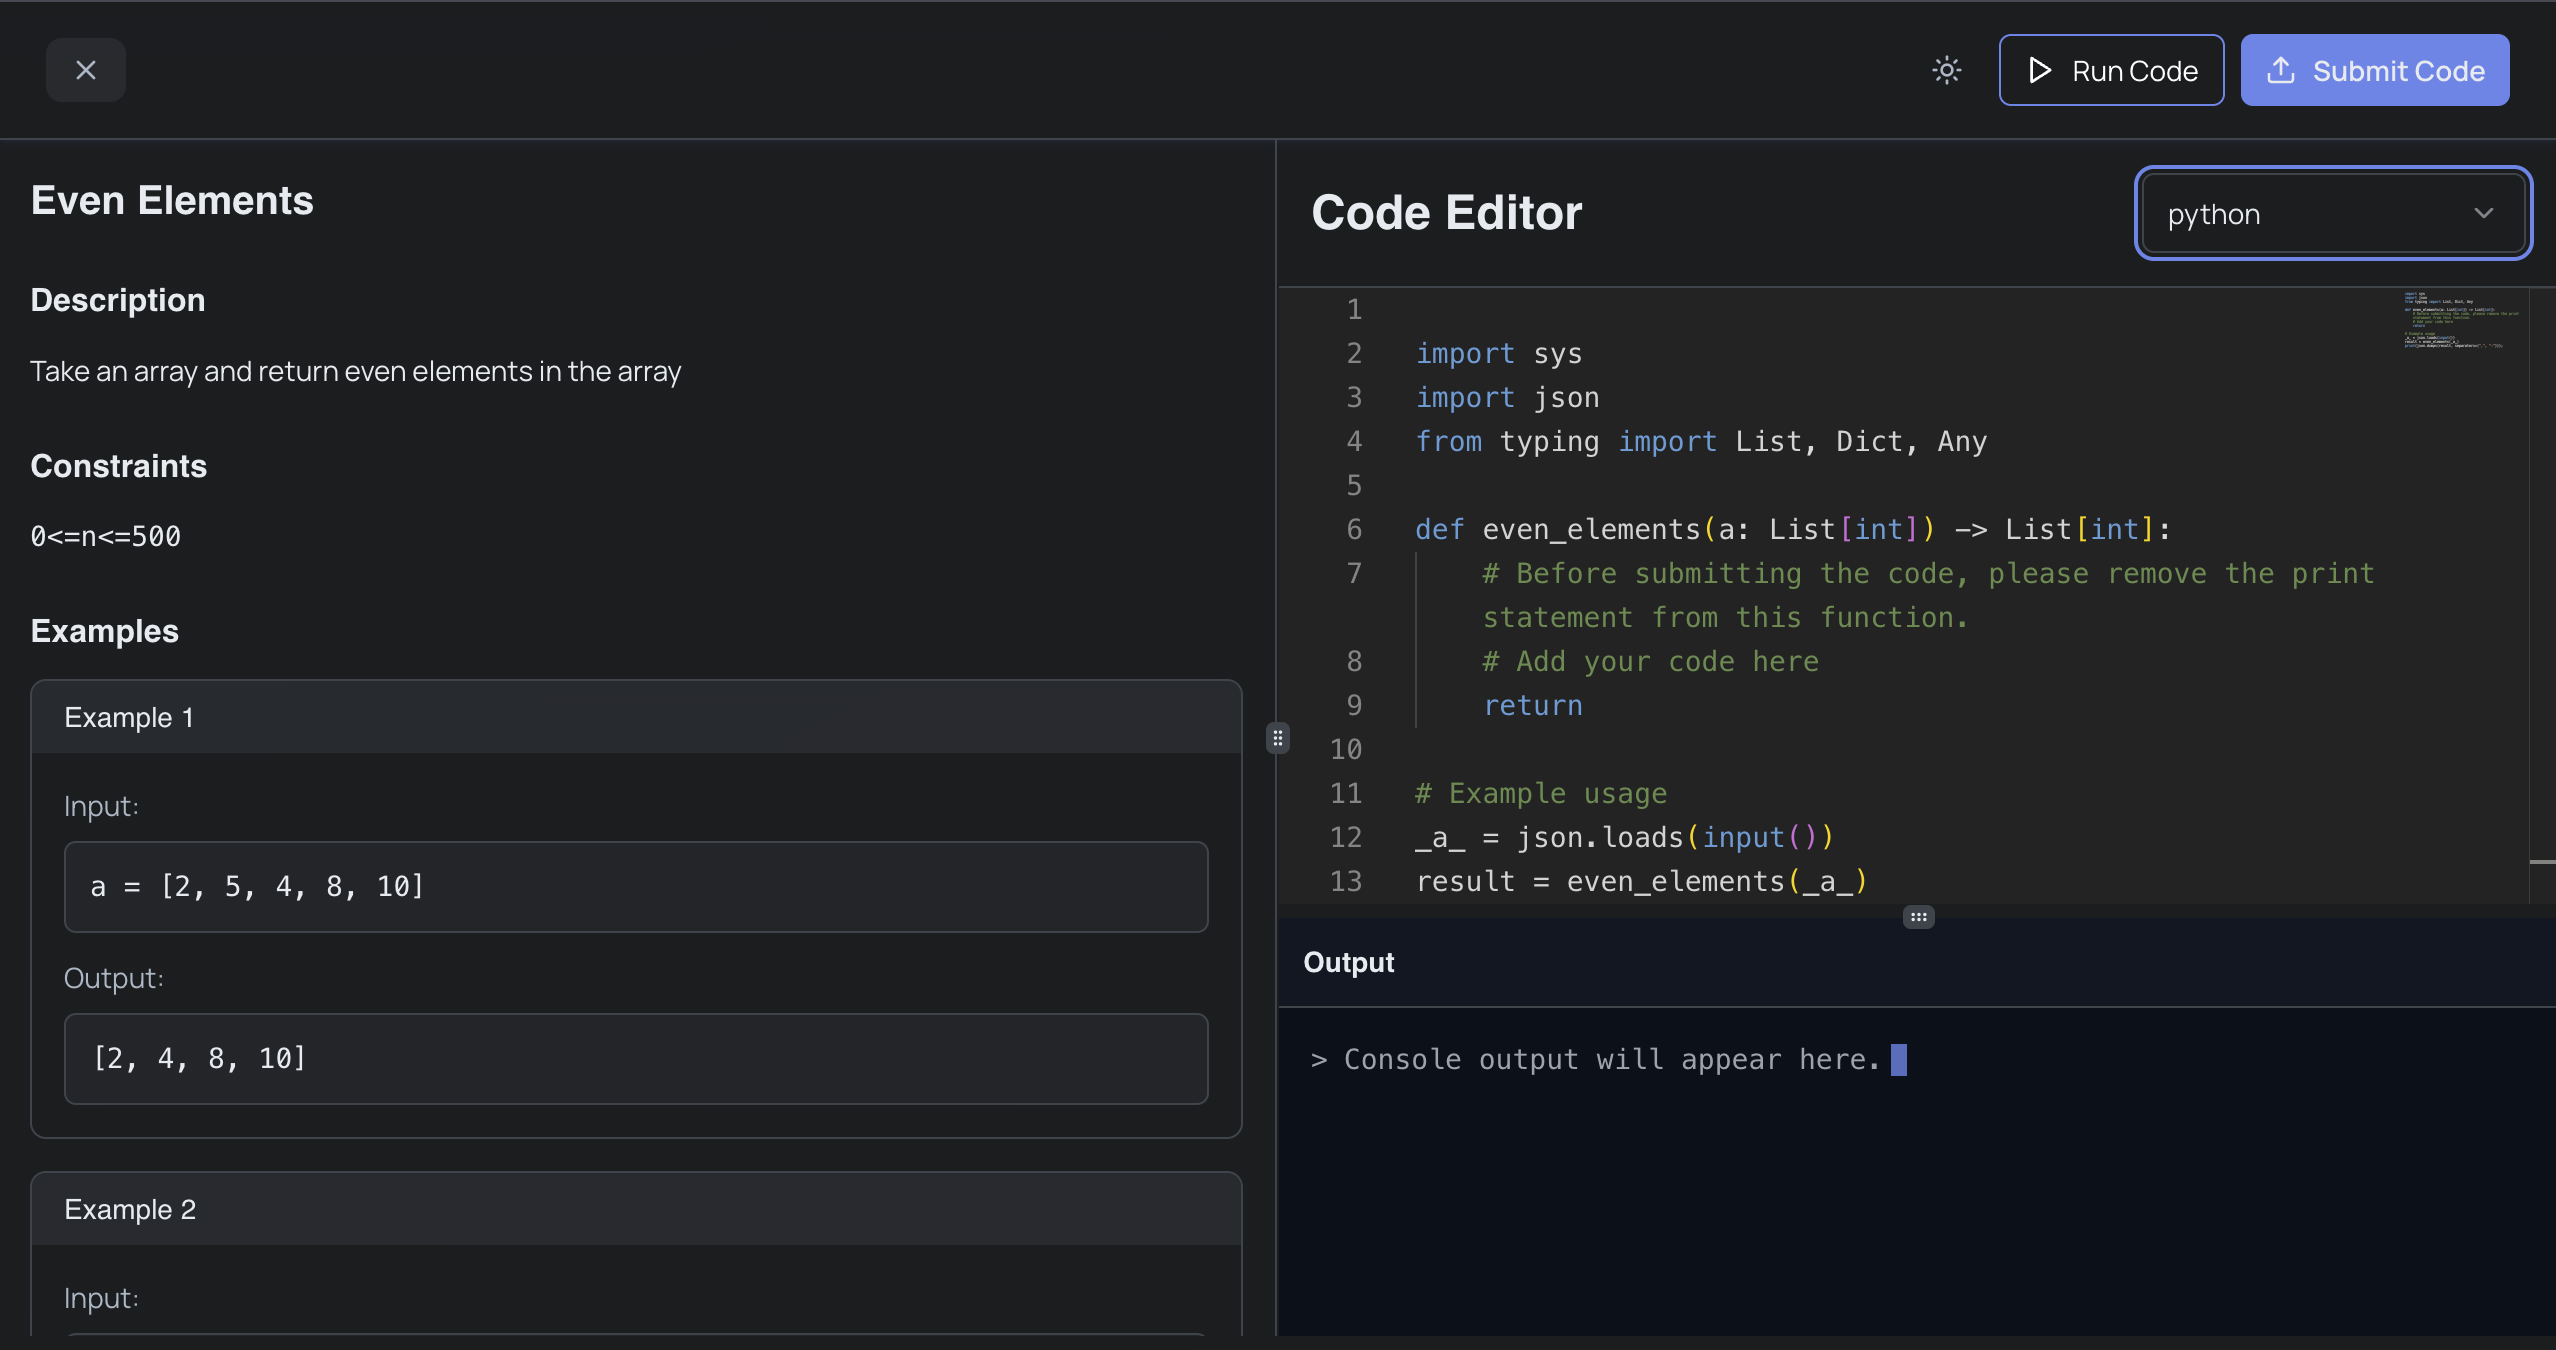 Run Code
Submit Code
Even Elements
Description
Take an array and return even elements in the array
Constraints
0<=n<=500
Examples
Example 1
Input:
a = [2, 5, 4, 8, 10]
Output:
[2, 4, 8, 10]
Example 2
Input:
Code Editor
python
1
2 import sys
3 import json
4 from typing import List, Dict, Any
5
6 def even_elements(a: List[int]) -> List[int]:
7 # Before submitting the code, please remove the print
statement from this function.
8 # Add your code here
9 return
10
11 # Example usage
12 _a_ = json.loads(input())
13 result = even_elements(_a_)
Output
> Console output will appear here.